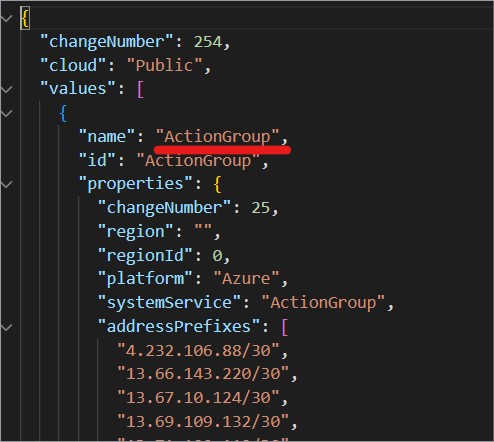 {
"changeNumber": 254,
"cloud": "Public",
"values": [
{
"name": "ActionGroup",
"id": "ActionGroup",
"properties": {
"changeNumber": 25,
"region": "",
"regionId": 0,
"platform": "Azure",
"systemService": "ActionGroup",
"addressPrefixes": [
"4.232.106.88/30",
"13.66.143.220/30",
"13.67.10.124/30",
"13.69.109.132/30",